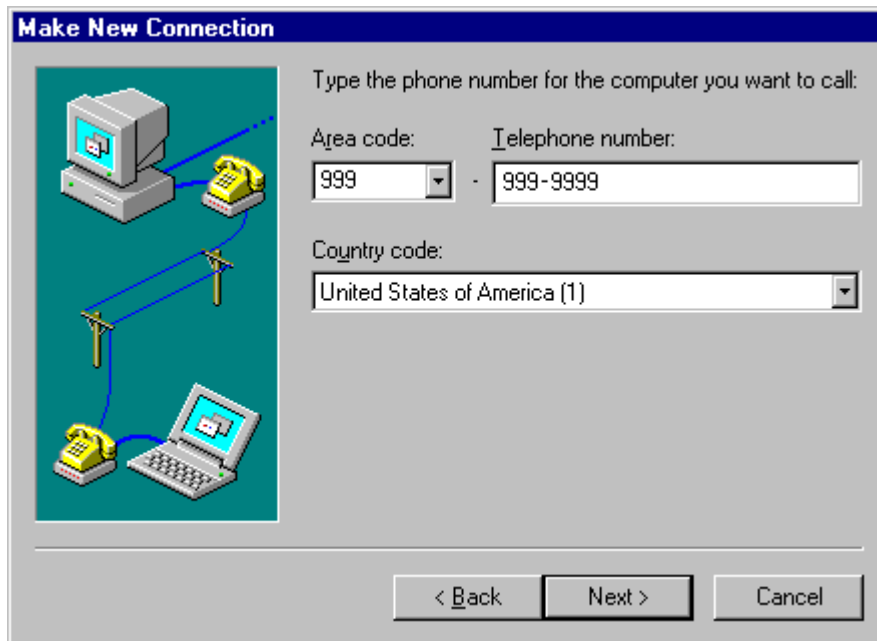 Make New Connection
Type the phone number for the computer you want to call:
Area code: Telephone number:
999 - 999-9999
Country code:
United States of America (1)
< Back Next > Cancel